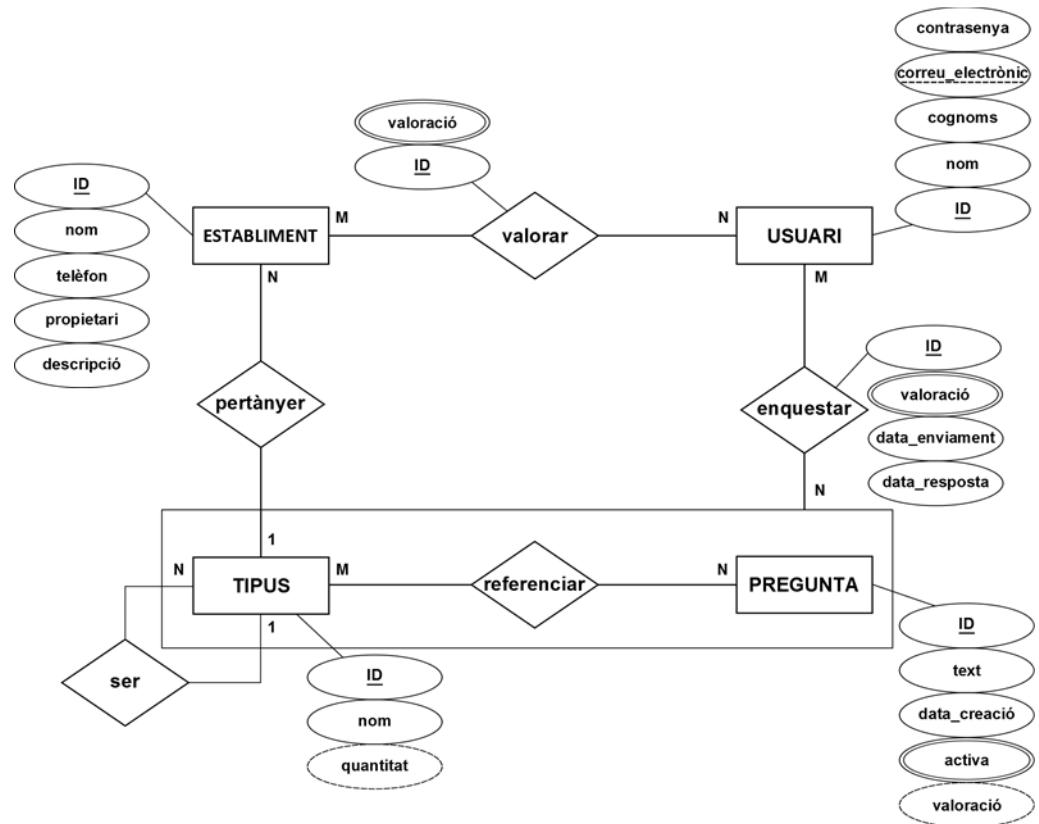 contrasenya
correu_electrònic
cognoms
nom
ID
valoració
ID
ID
nom
telèfon
propietari
descripció
ESTABLIMENT
M
valorar
N
USUARI
N
M
pertànyer
enquestar
ID
valoració
data_enviament
data_resposta
N
1
N
TIPUS
M
referenciar
N
PREGUNTA
1
ser
ID
nom
quantitat
ID
text
data_creació
activa
valoració